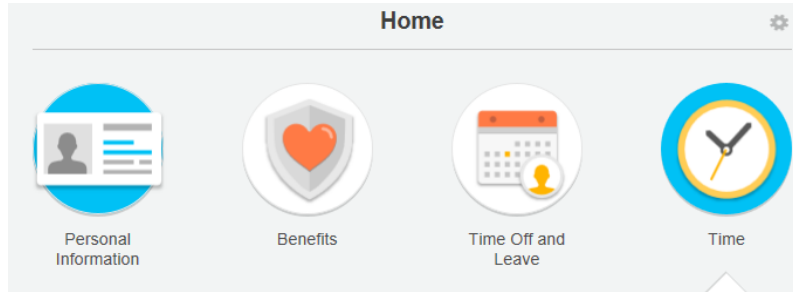 Home
Personal
Information
Benefits
Time Off and
Leave
Time